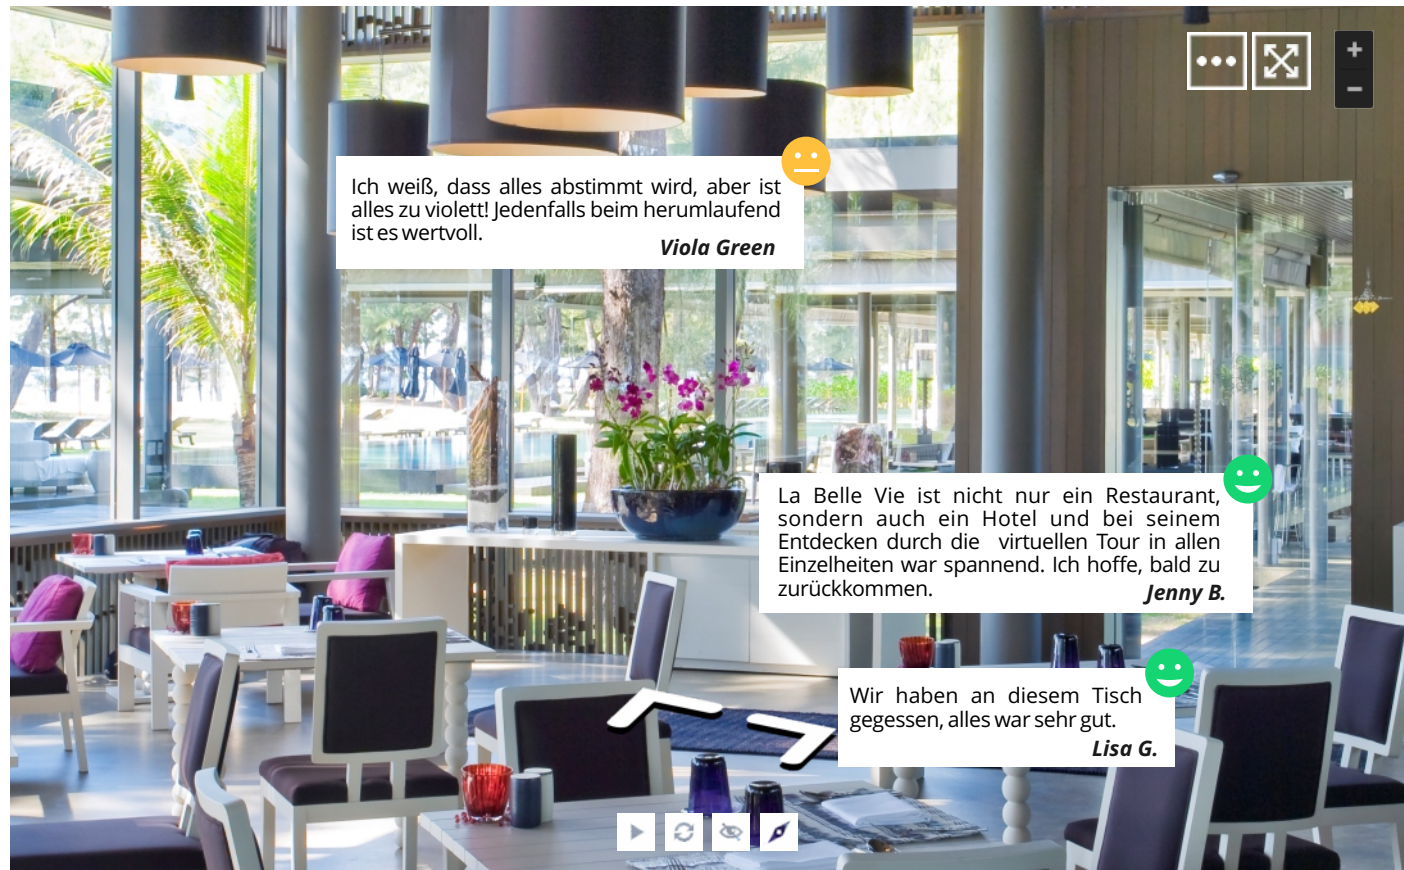 Ich weiß, dass alles abstimmt wird, aber ist
alles zu violett! Jedenfalls beim herumlaufend
ist es wertvoll.
Viola Green
La Belle Vie ist nicht nur ein Restaurant,
sondern auch ein Hotel und bei seinem
Entdecken durch die virtuellen Tour in allen
Einzelheiten war spannend. Ich hoffe, bald zu
zurückkommen.
Jenny B.
Wir haben an diesem Tisch
gegessen, alles war sehr gut.
Lisa G.